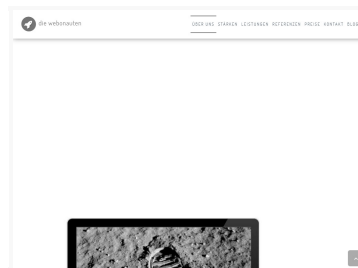 die webonauten
ÜBER UNS STÄRKEN LEISTUNGEN REFERENZEN PREISE KONTAKT BLOG